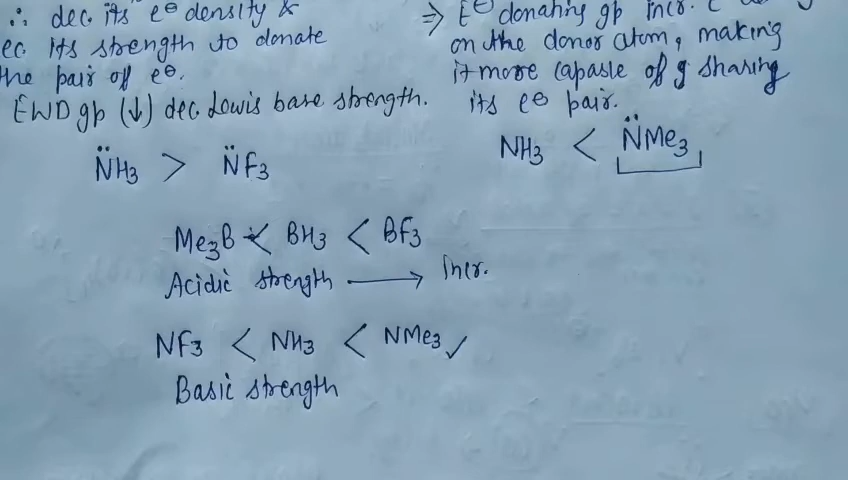 ∴ dec. its e⊖ density &
ec its strength to donate
the pair of e⊖.
EWD gp (↓) dec. Lowis base strength.
N̈H3 > N̈F3
⇒ E⊖ donating gp incr.
on the donor atom, making
it more capable of g sharing
its e⊖ pair.
NH3 < N̈Me3
Me3B < BH3 < BF3
Acidic strength ⟶ Incr.
NF3 < NH3 < NMe3 ✓
Basic strength